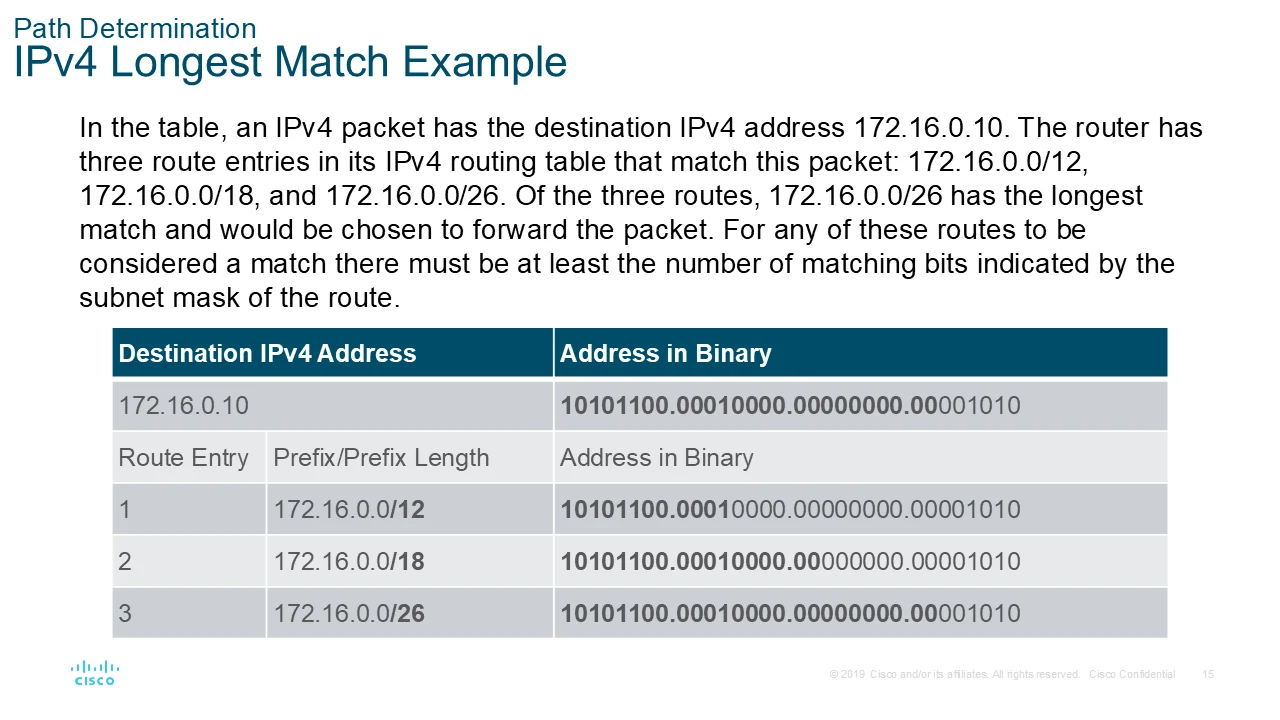 Path Determination
IPv4 Longest Match Example
In the table, an IPv4 packet has the destination IPv4 address 172.16.0.10. The router has
three route entries in its IPv4 routing table that match this packet: 172.16.0.0/12,
172.16.0.0/18, and 172.16.0.0/26. Of the three routes, 172.16.0.0/26 has the longest
match and would be chosen to forward the packet. For any of these routes to be
considered a match there must be at least the number of matching bits indicated by the
subnet mask of the route.
Destination IPv4 Address Address in Binary
172.16.0.10 10101100.00010000.00000000.00001010
Route Entry Prefix/Prefix Length Address in Binary
1 172.16.0.0/12 10101100.00010000.00000000.00001010
2 172.16.0.0/18 10101100.00010000.00000000.00001010
3 172.16.0.0/26 10101100.00010000.00000000.00001010
CISCO
© 2019 Cisco and/or its affiliates. All rights reserved. Cisco Confidential 15